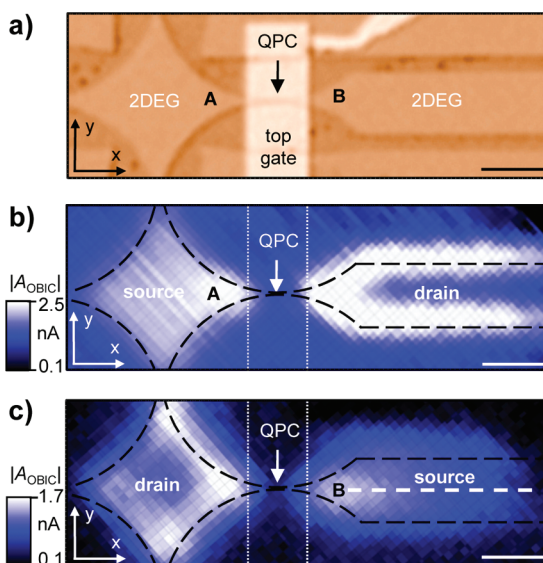 a)
QPC
2DEG
A
B
2DEG
top
gate
y
x
b)
QPC
|A_OBIC|
2.5
nA
0.1
source
A
drain
y
x
c)
QPC
|A_OBIC|
1.7
nA
0.1
drain
B
source
y
x